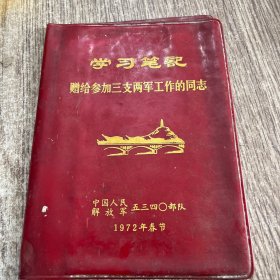 学习笔记
赠给参加三支两军工作的同志
中国人民
解放军 五三四〇部队
1972年春节